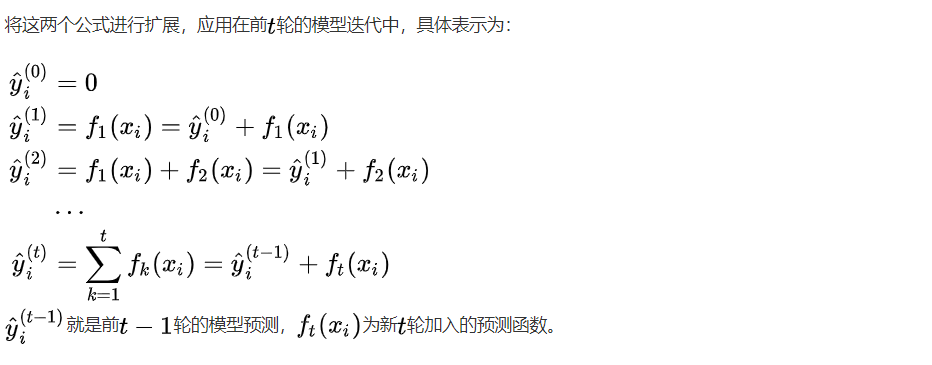 将这两个公式进行扩展，应用在前t轮的模型迭代中，具体表示为：
ŷ_i^{(0)} = 0
ŷ_i^{(1)} = f_1(x_i) = ŷ_i^{(0)} + f_1(x_i)
ŷ_i^{(2)} = f_1(x_i) + f_2(x_i) = ŷ_i^{(1)} + f_2(x_i)
⋯
ŷ_i^{(t)} = ∑_{k=1}^{t} f_k(x_i) = ŷ_i^{(t−1)} + f_t(x_i)
ŷ_i^{(t−1)}就是前t − 1轮的模型预测，f_t(x_i)为新t轮加入的预测函数。